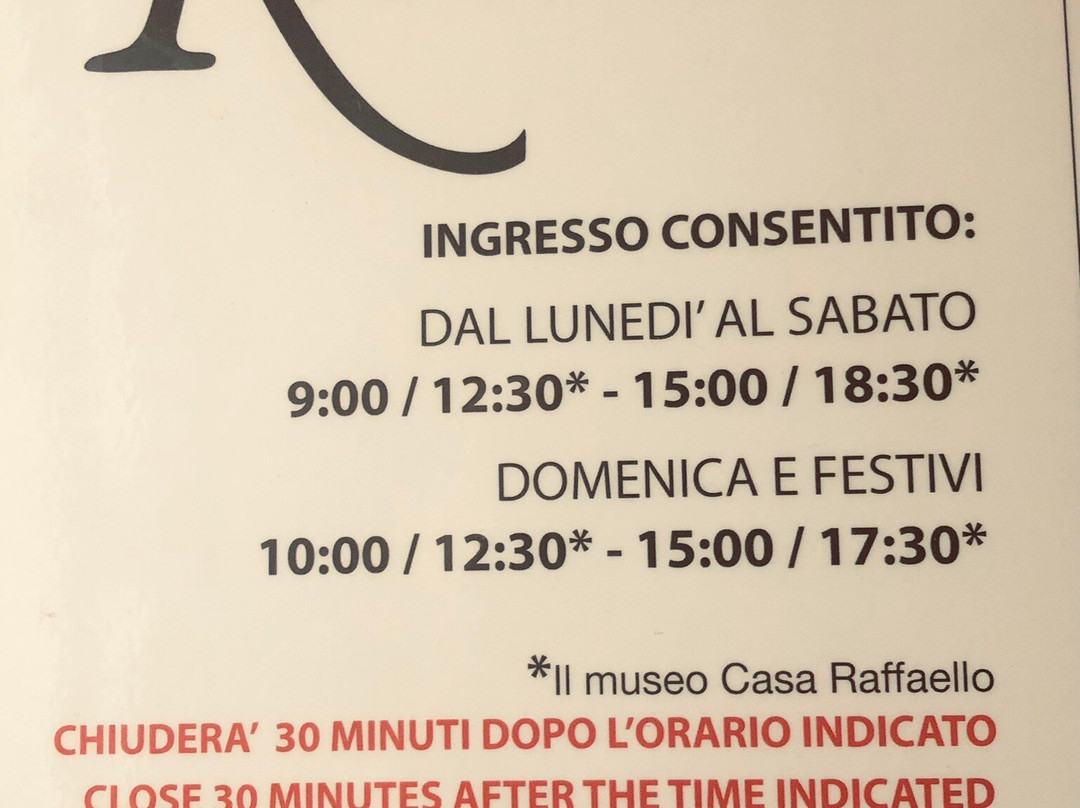 R
INGRESSO CONSENTITO:
DAL LUNEDI' AL SABATO
9:00 / 12:30* - 15:00 / 18:30*
DOMENICA E FESTIVI
10:00 / 12:30* - 15:00 / 17:30*
*Il museo Casa Raffaello
CHIUDERA' 30 MINUTI DOPO L'ORARIO INDICATO
CLOSE 30 MINUTES AFTER THE TIME INDICATED